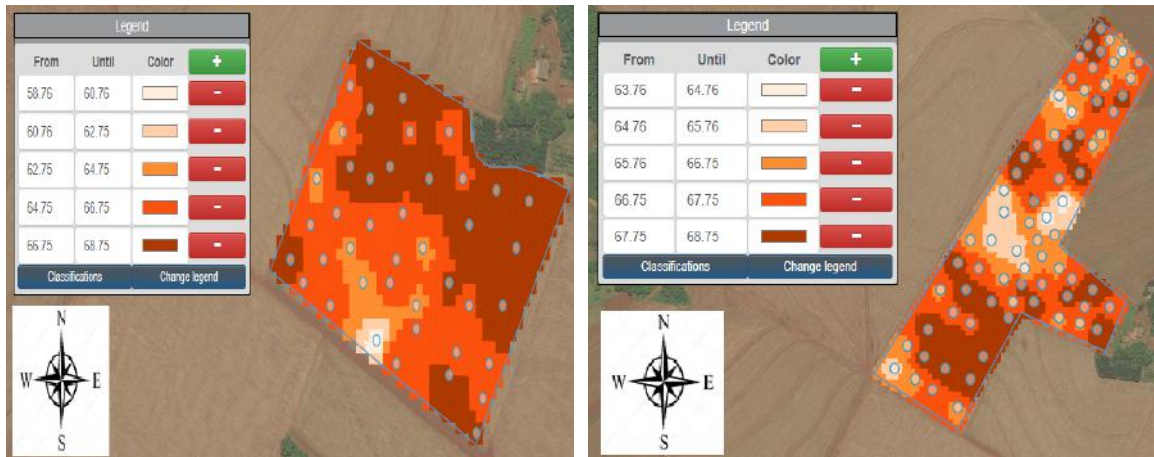 Legend
From Until Color +
58.76 60.76 -
60.76 62.75 -
62.75 64.75 -
64.75 66.75 -
66.75 68.75 -
Classifications Change legend
N
W E
S
Legend
From Until Color +
63.76 64.76 -
64.76 65.76 -
65.76 66.75 -
66.75 67.75 -
67.75 68.75 -
Classifications Change legend
N
W E
S